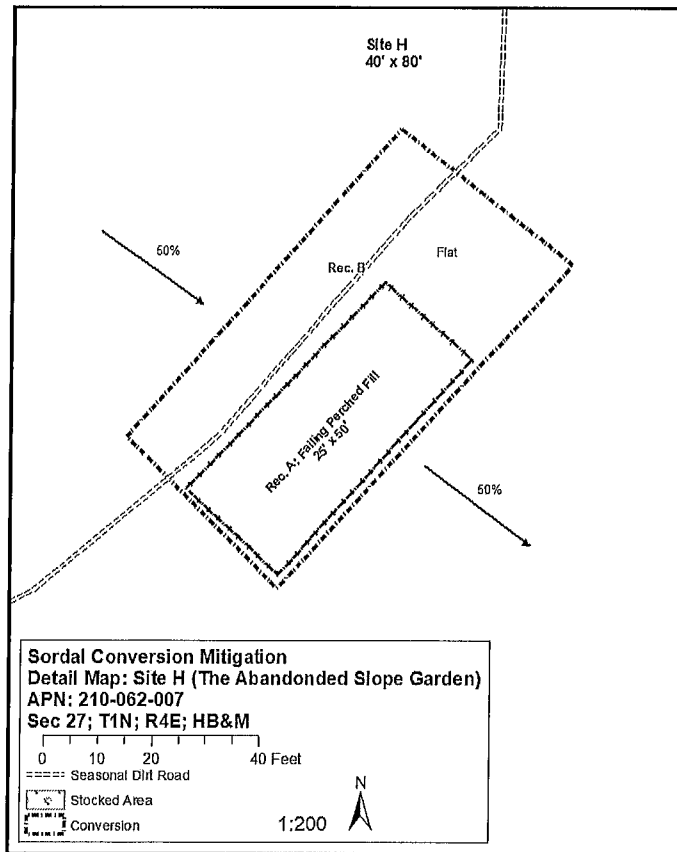 Site H
40' x 80'
50%
Rec. B
Flat
Rec. A: Failing Perched Fill
25' X 50'
50%
Sordal Conversion Mitigation
Detail Map: Site H (The Abandonded Slope Garden)
APN: 210-062-007
Sec 27; T1N; R4E; HB&M
0 10 20 40 Feet
Seasonal Dirt Road
Stocked Area
Conversion
1:200
N